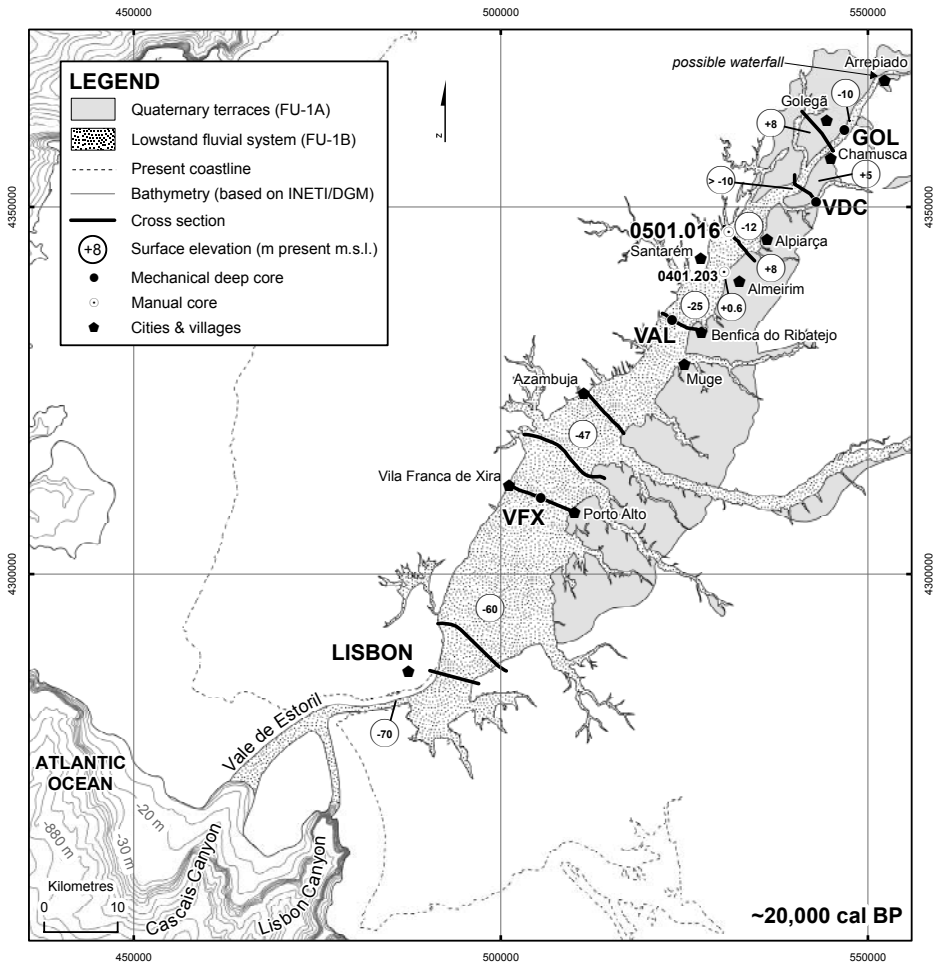 450000
500000
550000
LEGEND
Quaternary terraces (FU-1A)
Lowstand fluvial system (FU-1B)
Present coastline
Bathymetry (based on INETI/DGM)
Cross section
+8
Surface elevation (m present m.s.l.)
Mechanical deep core
Manual core
Cities & villages
z
possible waterfall
Arrepiado
-10
Golegã
+8
GOL
Chamusca
+5
> -10
VDC
4350000
4350000
0501.016
-12
Alpiarça
Santarém
+8
0401.203
Almeirim
-25
+0.6
VAL
Benfica do Ribatejo
Muge
Azambuja
-47
Vila Franca de Xira
VFX
Porto Alto
4300000
4300000
-60
LISBON
Vale de Estoril
-70
ATLANTIC
OCEAN
-20 m
-30 m
-880 m
Cascais Canyon
Lisbon Canyon
Kilometres
0
10
~20,000 cal BP
450000
500000
550000